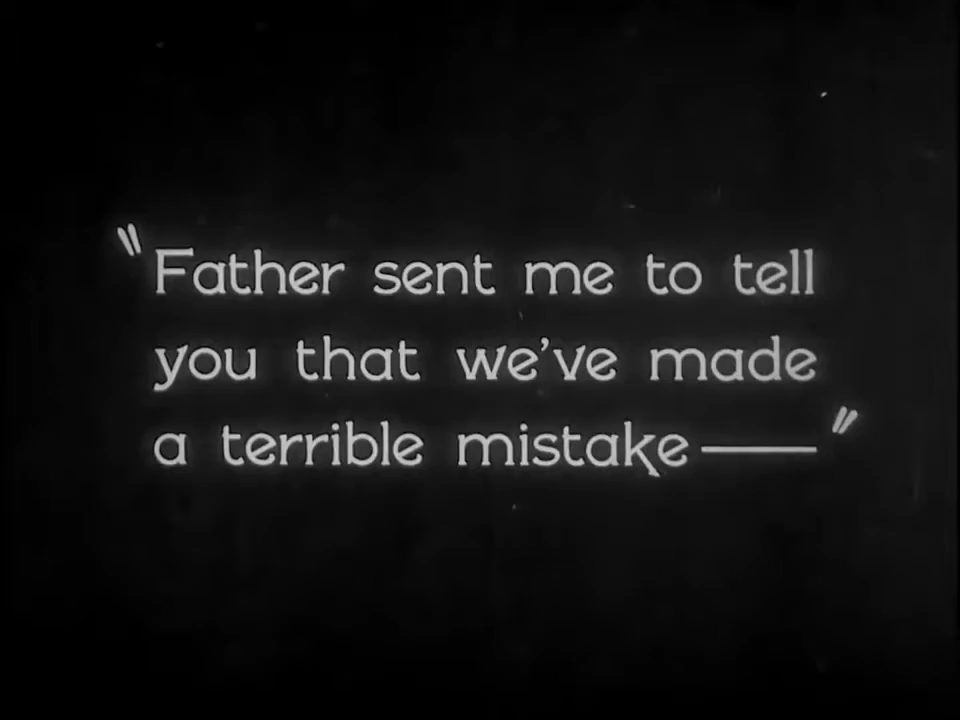 "Father sent me to tell
you that we've made
a terrible mistake——"